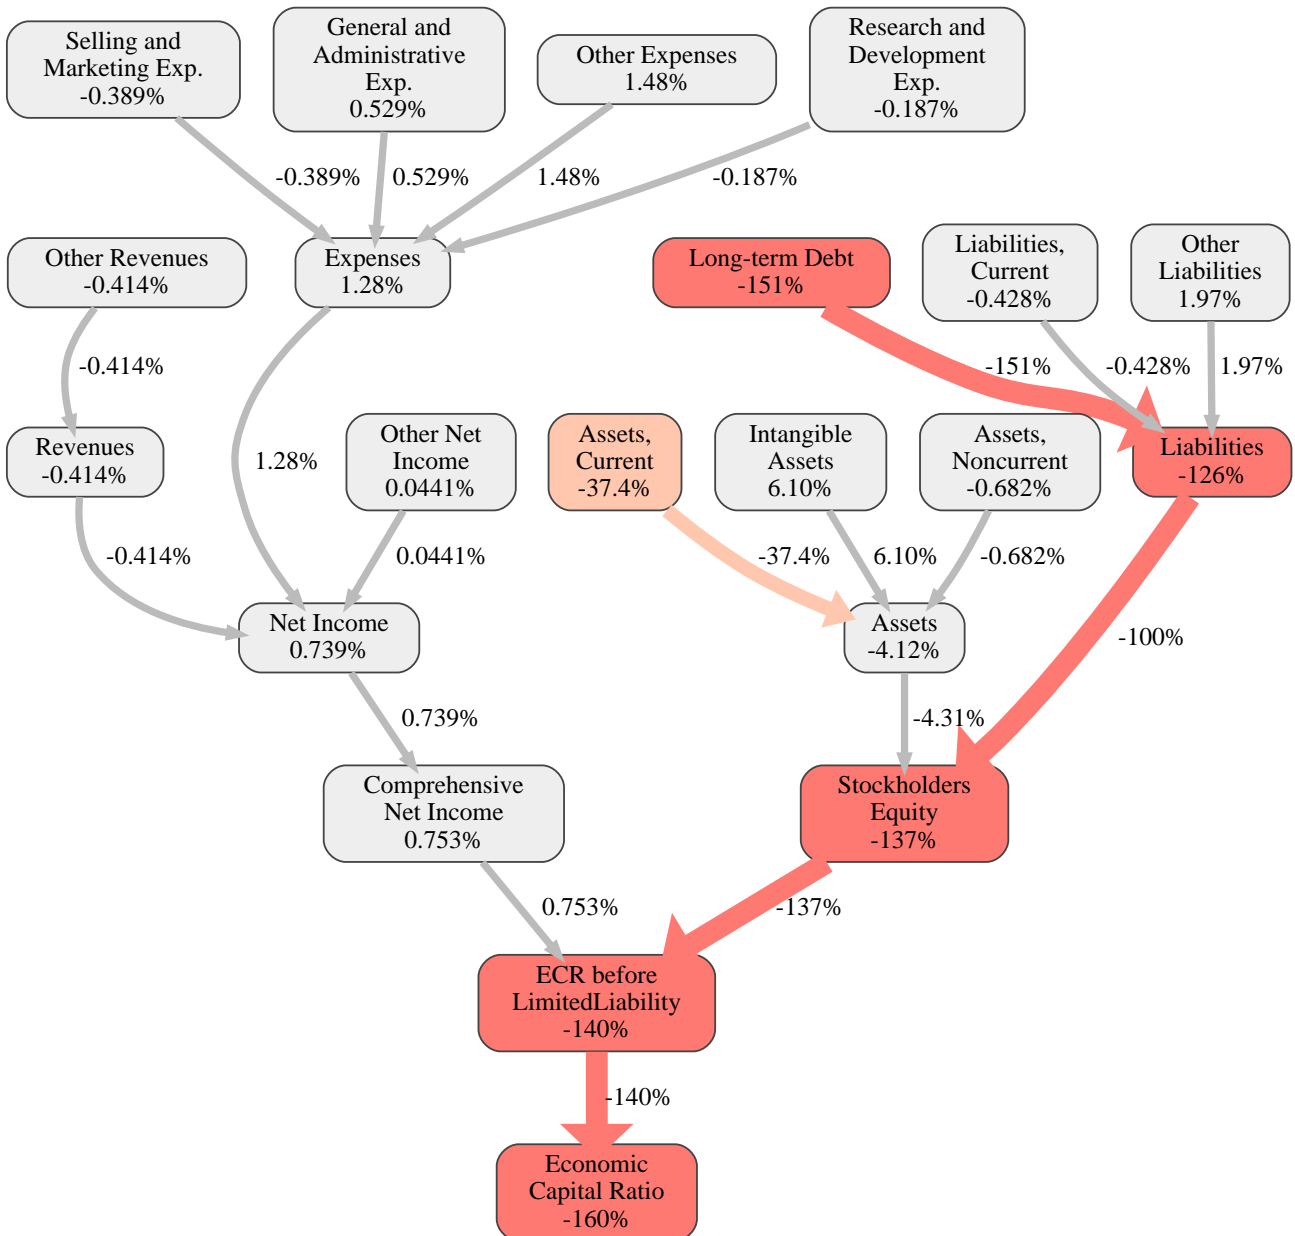 Selling and
Marketing Exp.
-0.389%
General and
Administrative
Exp.
0.529%
Other Expenses
1.48%
Research and
Development
Exp.
-0.187%
-0.389%
0.529%
1.48%
-0.187%
Other Revenues
-0.414%
Expenses
1.28%
Long-term Debt
-151%
Liabilities,
Current
-0.428%
Other
Liabilities
1.97%
-0.414%
-151%
-0.428%
1.97%
Revenues
-0.414%
1.28%
Other Net
Income
0.0441%
Assets,
Current
-37.4%
Intangible
Assets
6.10%
Assets,
Noncurrent
-0.682%
Liabilities
-126%
-0.414%
0.0441%
-37.4%
6.10%
-0.682%
Net Income
0.739%
Assets
-4.12%
-100%
0.739%
-4.31%
Comprehensive
Net Income
0.753%
Stockholders
Equity
-137%
0.753%
-137%
ECR before
LimitedLiability
-140%
-140%
Economic
Capital Ratio
-160%